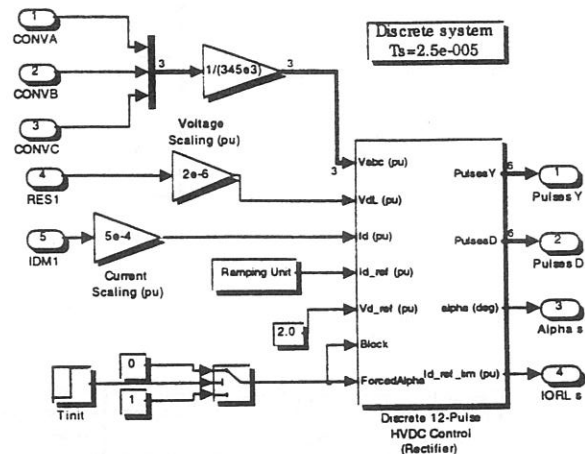 1
CONVA
2
CONVB
3
CONVC
3
1/(345e3)
3
Voltage
Scaling (pu)
Discrete system
Ts=2.5e-005
4
RES1
2e-6
5
IDM1
5e-4
Current
Scaling (pu)
Ramping Unit
2.0
0
1
Tinit
3
Vabc (pu)
VdL (pu)
Id (pu)
Id_ref (pu)
Vd_ref (pu)
Block
ForcedAlpha
PulsesY
PulsesD
alpha (deg)
Id_ref_lim (pu)
Discrete 12-Pulse
HVDC Control
(Rectifier)
6
1
Pulses Y
6
2
Pulses D
3
Alpha s
4
IORL s